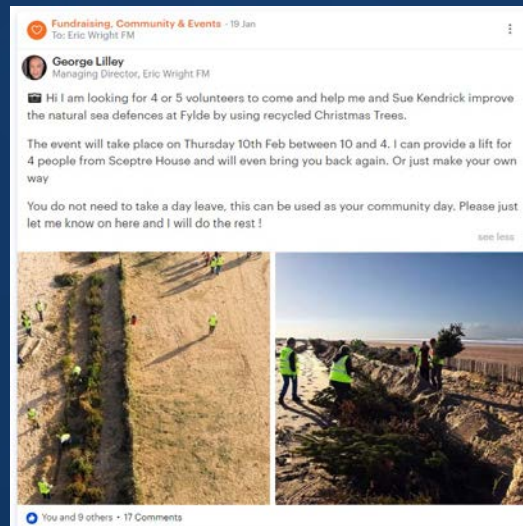 Fundraising, Community & Events · 19 Jan
To: Eric Wright FM
George Lilley
Managing Director, Eric Wright FM
Hi I am looking for 4 or 5 volunteers to come and help me and Sue Kendrick improve
the natural sea defences at Fylde by using recycled Christmas Trees.
The event will take place on Thursday 10th Feb between 10 and 4. I can provide a lift for
4 people from Sceptre House and will even bring you back again. Or just make your own
way
You do not need to take a day leave, this can be used as your community day. Please just
let me know on here and I will do the rest !
see less
You and 9 others • 17 Comments